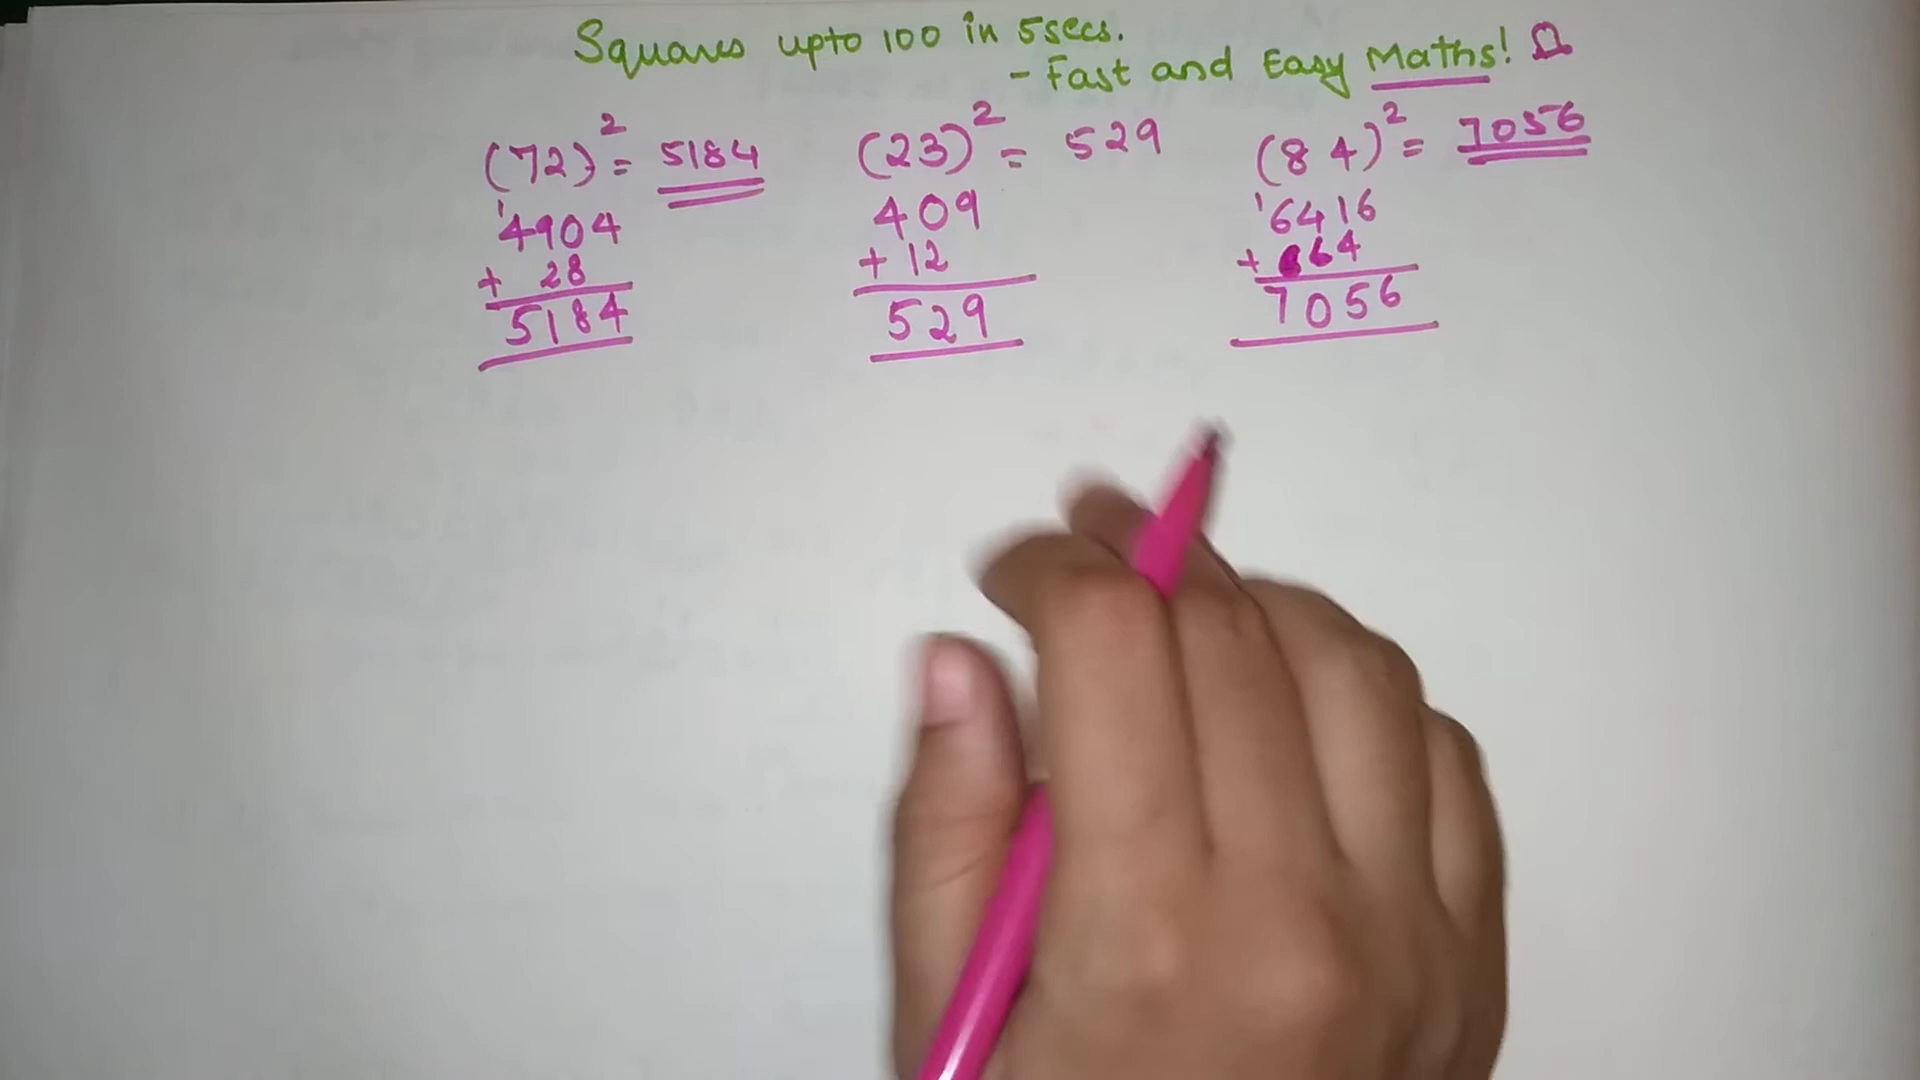 Squares upto 100 in 5secs.
- Fast and Easy Maths!
(72)² = 5184
4904
+ 28
5184
(23)² = 529
409
+ 12
529
(84)² = 7056
6416
+ 64
7056